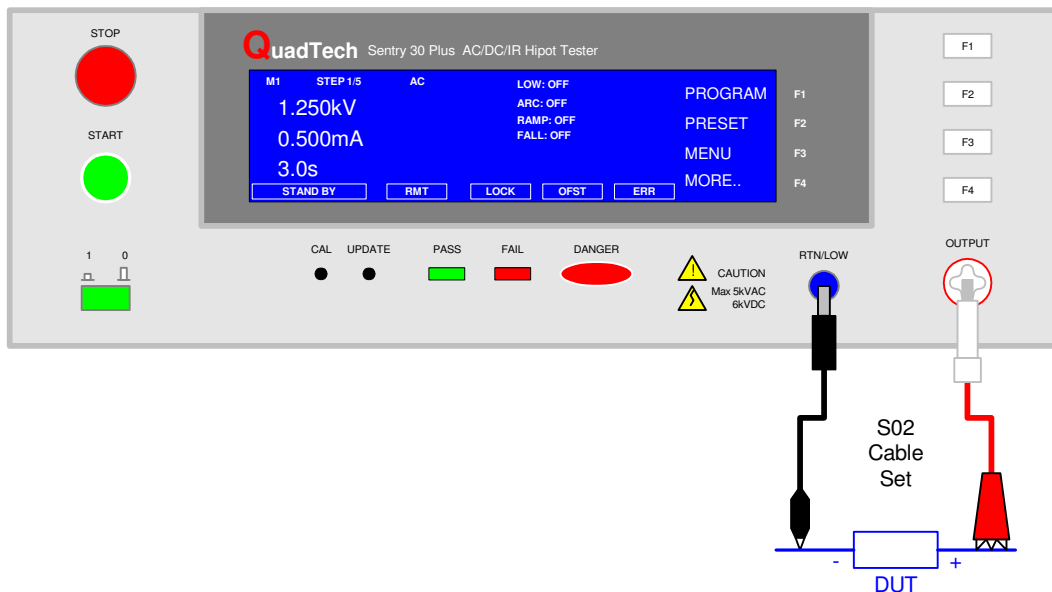 STOP
START
1 0
QuadTech Sentry 30 Plus AC/DC/IR Hipot Tester
M1 STEP 1/5 AC
1.250kV
0.500mA
3.0s
LOW: OFF
ARC: OFF
RAMP: OFF
FALL: OFF
PROGRAM F1
PRESET F2
MENU F3
MORE.. F4
STAND BY RMT LOCK OFST ERR
F1
F2
F3
F4
CAL UPDATE PASS FAIL DANGER
CAUTION
Max 5kVAC
6kVDC
RTN/LOW
OUTPUT
S02
Cable
Set
- +
DUT